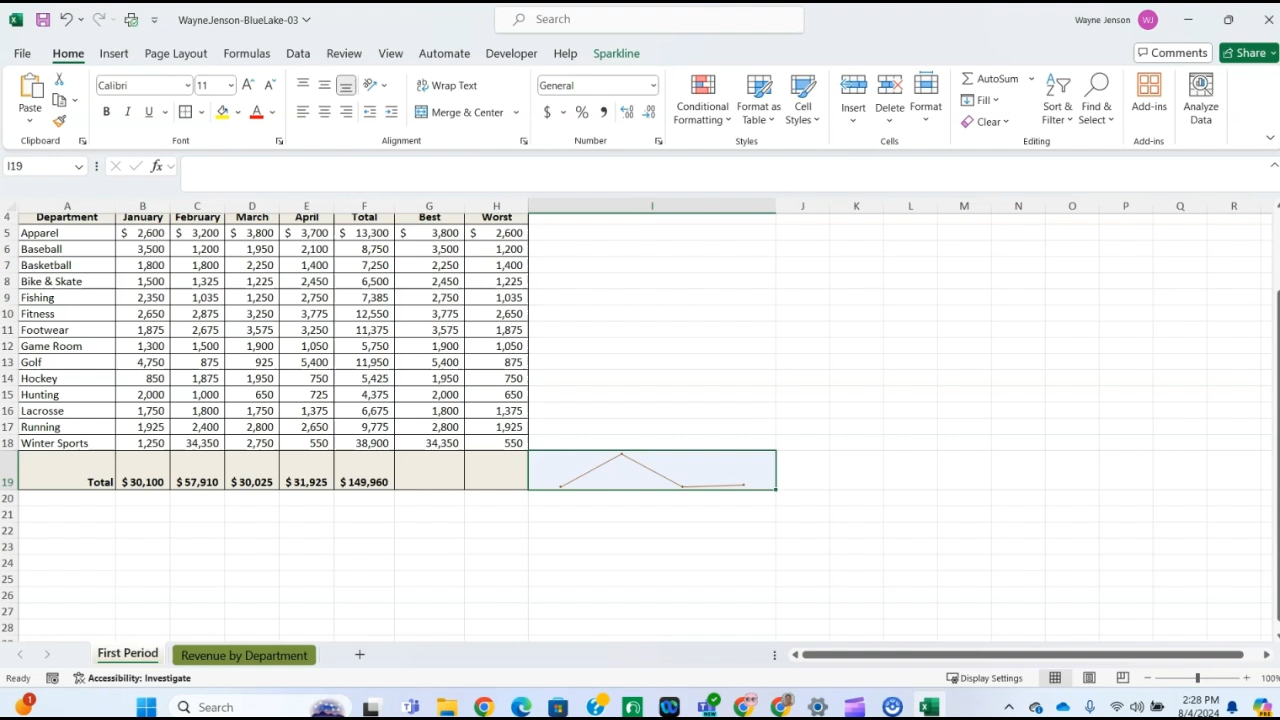 WayneJenson-BlueLake-03
Search
Wayne Jenson
WJ
File Home Insert Page Layout Formulas Data Review View Automate Developer Help Sparkline
Comments
Share
Paste
Calibri 11
B I U
Wrap Text
Merge & Center
General
$ %
Conditional Formatting
Format as Table
Cell Styles
Insert
Delete
Format
AutoSum
Fill
Clear
Sort & Filter
Find & Select
Add-ins
Analyze Data
Clipboard Font Alignment Number Styles Cells Editing Add-ins
I19 fx
A B C D E F G H I J K L M N O P Q R
4 Department January February March April Total Best Worst
5 Apparel $ 2,600 $ 3,200 $ 3,800 $ 3,700 $ 13,300 $ 3,800 $ 2,600
6 Baseball 3,500 1,200 1,950 2,100 8,750 3,500 1,200
7 Basketball 1,800 1,800 2,250 1,400 7,250 2,250 1,400
8 Bike & Skate 1,500 1,325 1,225 2,450 6,500 2,450 1,225
9 Fishing 2,350 1,035 1,250 2,750 7,385 2,750 1,035
10 Fitness 2,650 2,875 3,250 3,775 12,550 3,775 2,650
11 Footwear 1,875 2,675 3,575 3,250 11,375 3,575 1,875
12 Game Room 1,300 1,500 1,900 1,050 5,750 1,900 1,050
13 Golf 4,750 875 925 5,400 11,950 5,400 875
14 Hockey 850 1,875 1,950 750 5,425 1,950 750
15 Hunting 2,000 1,000 650 725 4,375 2,000 650
16 Lacrosse 1,750 1,800 1,750 1,375 6,675 1,800 1,375
17 Running 1,925 2,400 2,800 2,650 9,775 2,800 1,925
18 Winter Sports 1,250 34,350 2,750 550 38,900 34,350 550
19 Total $ 30,100 $ 57,910 $ 30,025 $ 31,925 $ 149,960
20
21
22
23
24
25
26
27
28
First Period
Revenue by Department
Ready
Accessibility: Investigate
Display Settings
100%
1
Search
2:28 PM
8/4/2024